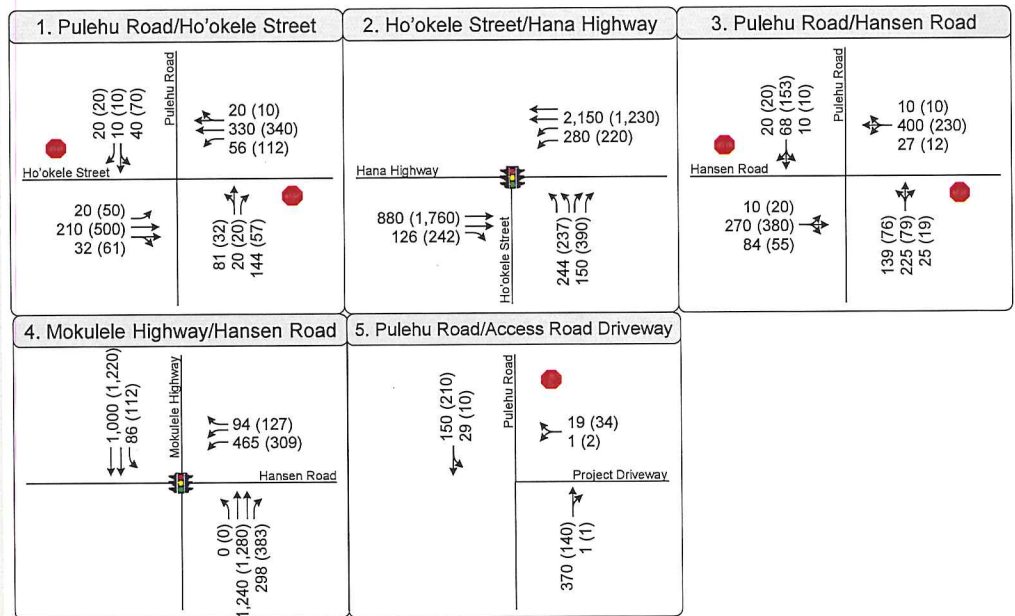 1. Pulehu Road/Ho'okele Street
Pulehu Road
20 (20)
10 (10)
40 (70)
20 (10)
330 (340)
56 (112)
Ho'okele Street
20 (50)
210 (500)
32 (61)
81 (32)
20 (20)
144 (57)
2. Ho'okele Street/Hana Highway
2,150 (1,230)
280 (220)
Hana Highway
880 (1,760)
126 (242)
Ho'okele Street
244 (237)
150 (390)
3. Pulehu Road/Hansen Road
Pulehu Road
20 (20)
68 (153)
10 (10)
10 (10)
400 (230)
27 (12)
Hansen Road
10 (20)
270 (380)
84 (55)
139 (76)
225 (79)
25 (19)
4. Mokulele Highway/Hansen Road
1,000 (1,220)
86 (112)
Mokulele Highway
94 (127)
465 (309)
Hansen Road
0 (0)
1,240 (1,280)
298 (383)
5. Pulehu Road/Access Road Driveway
150 (210)
29 (10)
Pulehu Road
19 (34)
1 (2)
Project Driveway
370 (140)
1 (1)